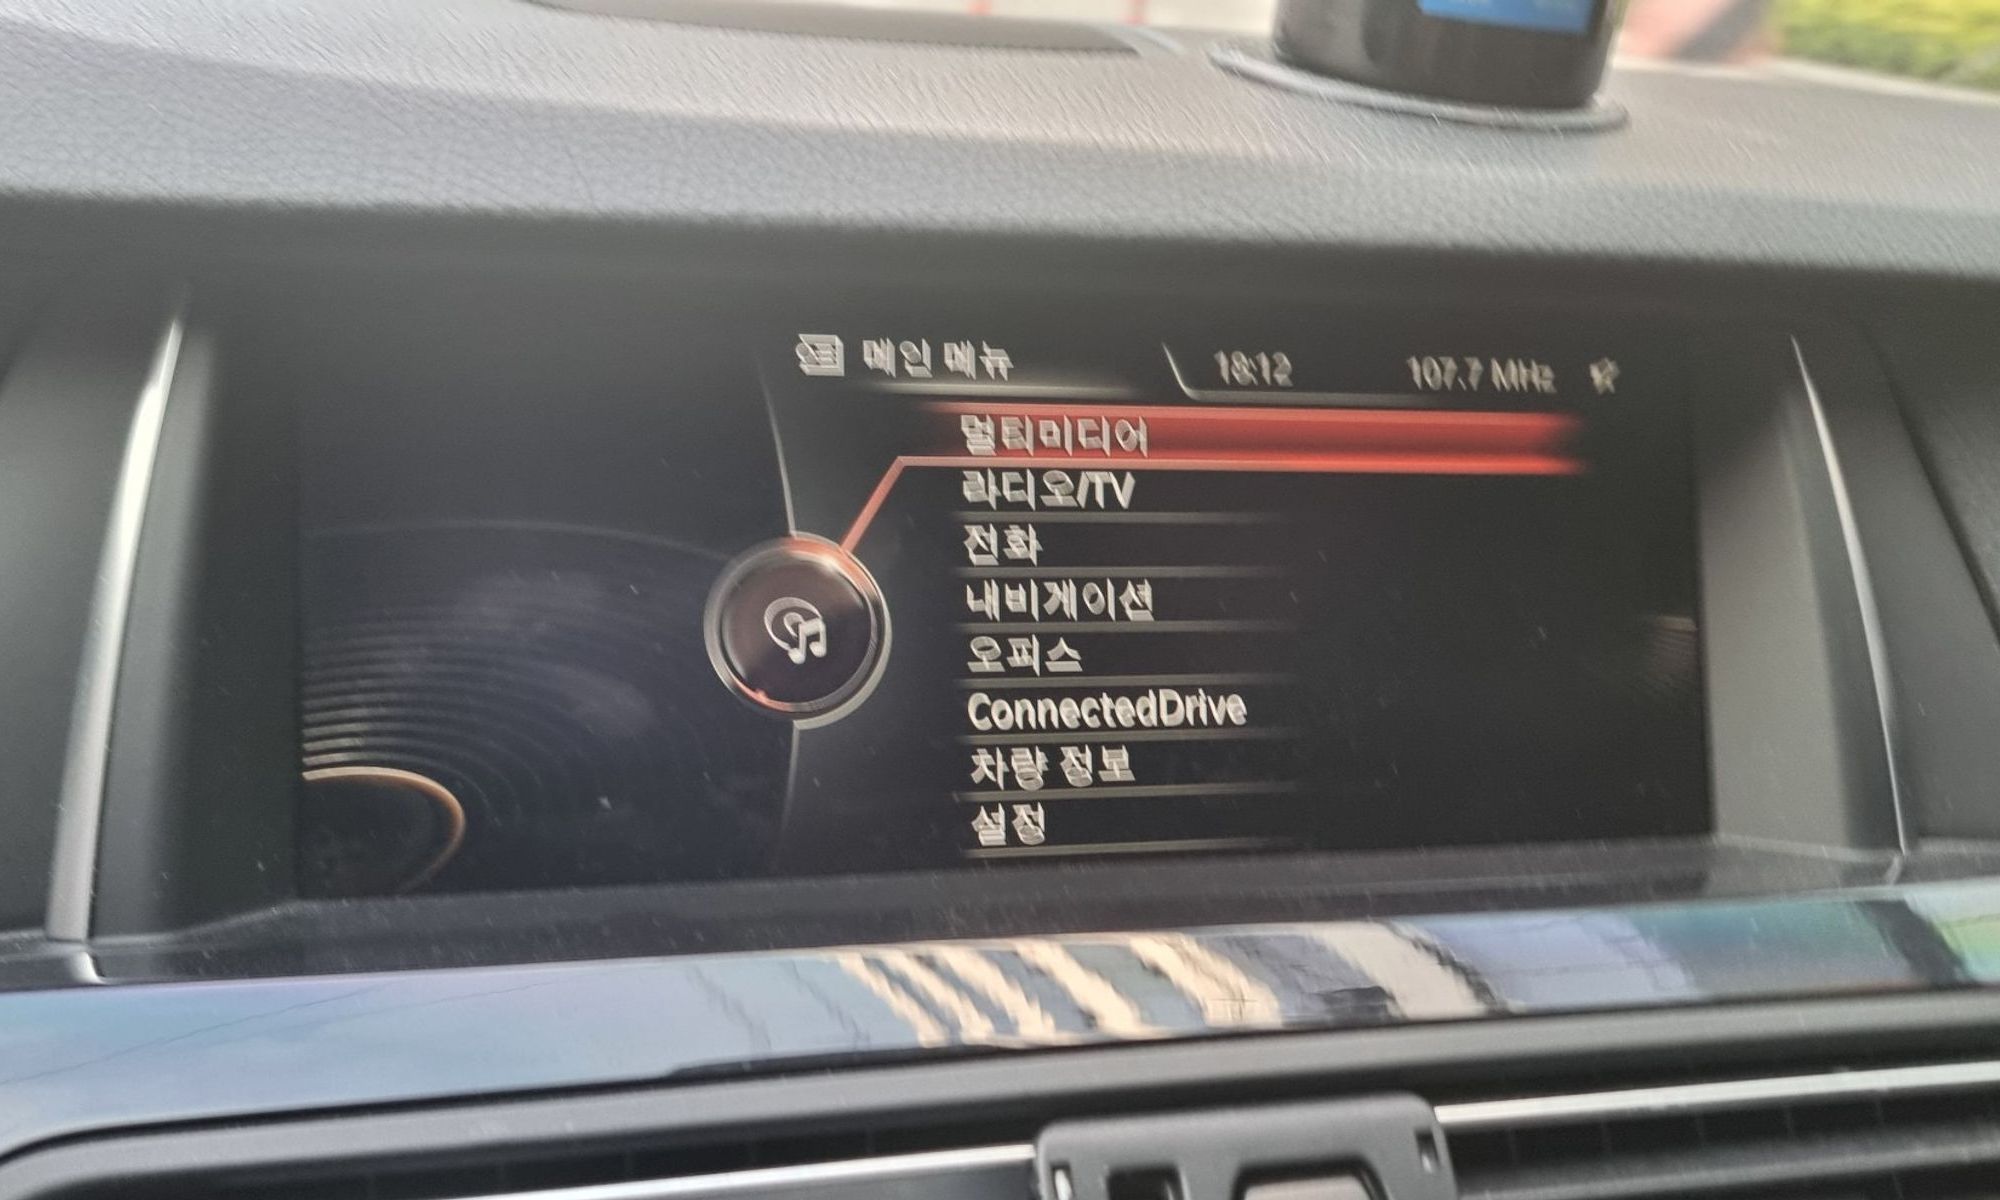 메인 메뉴 18:12 107.7 MHz
멀티미디어
라디오/TV
전화
내비게이션
오피스
ConnectedDrive
차량 정보
설정